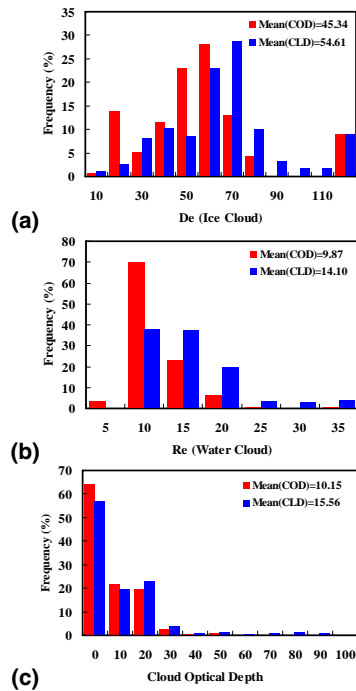 35
30
25
20
15
10
5
0
Frequency (%)
Mean(COD)=45.34
Mean(CLD)=54.61
10 30 50 70 90 110
De (Ice Cloud)
(a)
80
70
60
50
40
30
20
10
0
Frequency (%)
Mean(COD)=9.87
Mean(CLD)=14.10
5 10 15 20 25 30 35
Re (Water Cloud)
(b)
70
60
50
40
30
20
10
0
Frequency (%)
Mean(COD)=10.15
Mean(CLD)=15.56
0 10 20 30 40 50 60 70 80 90 100
Cloud Optical Depth
(c)